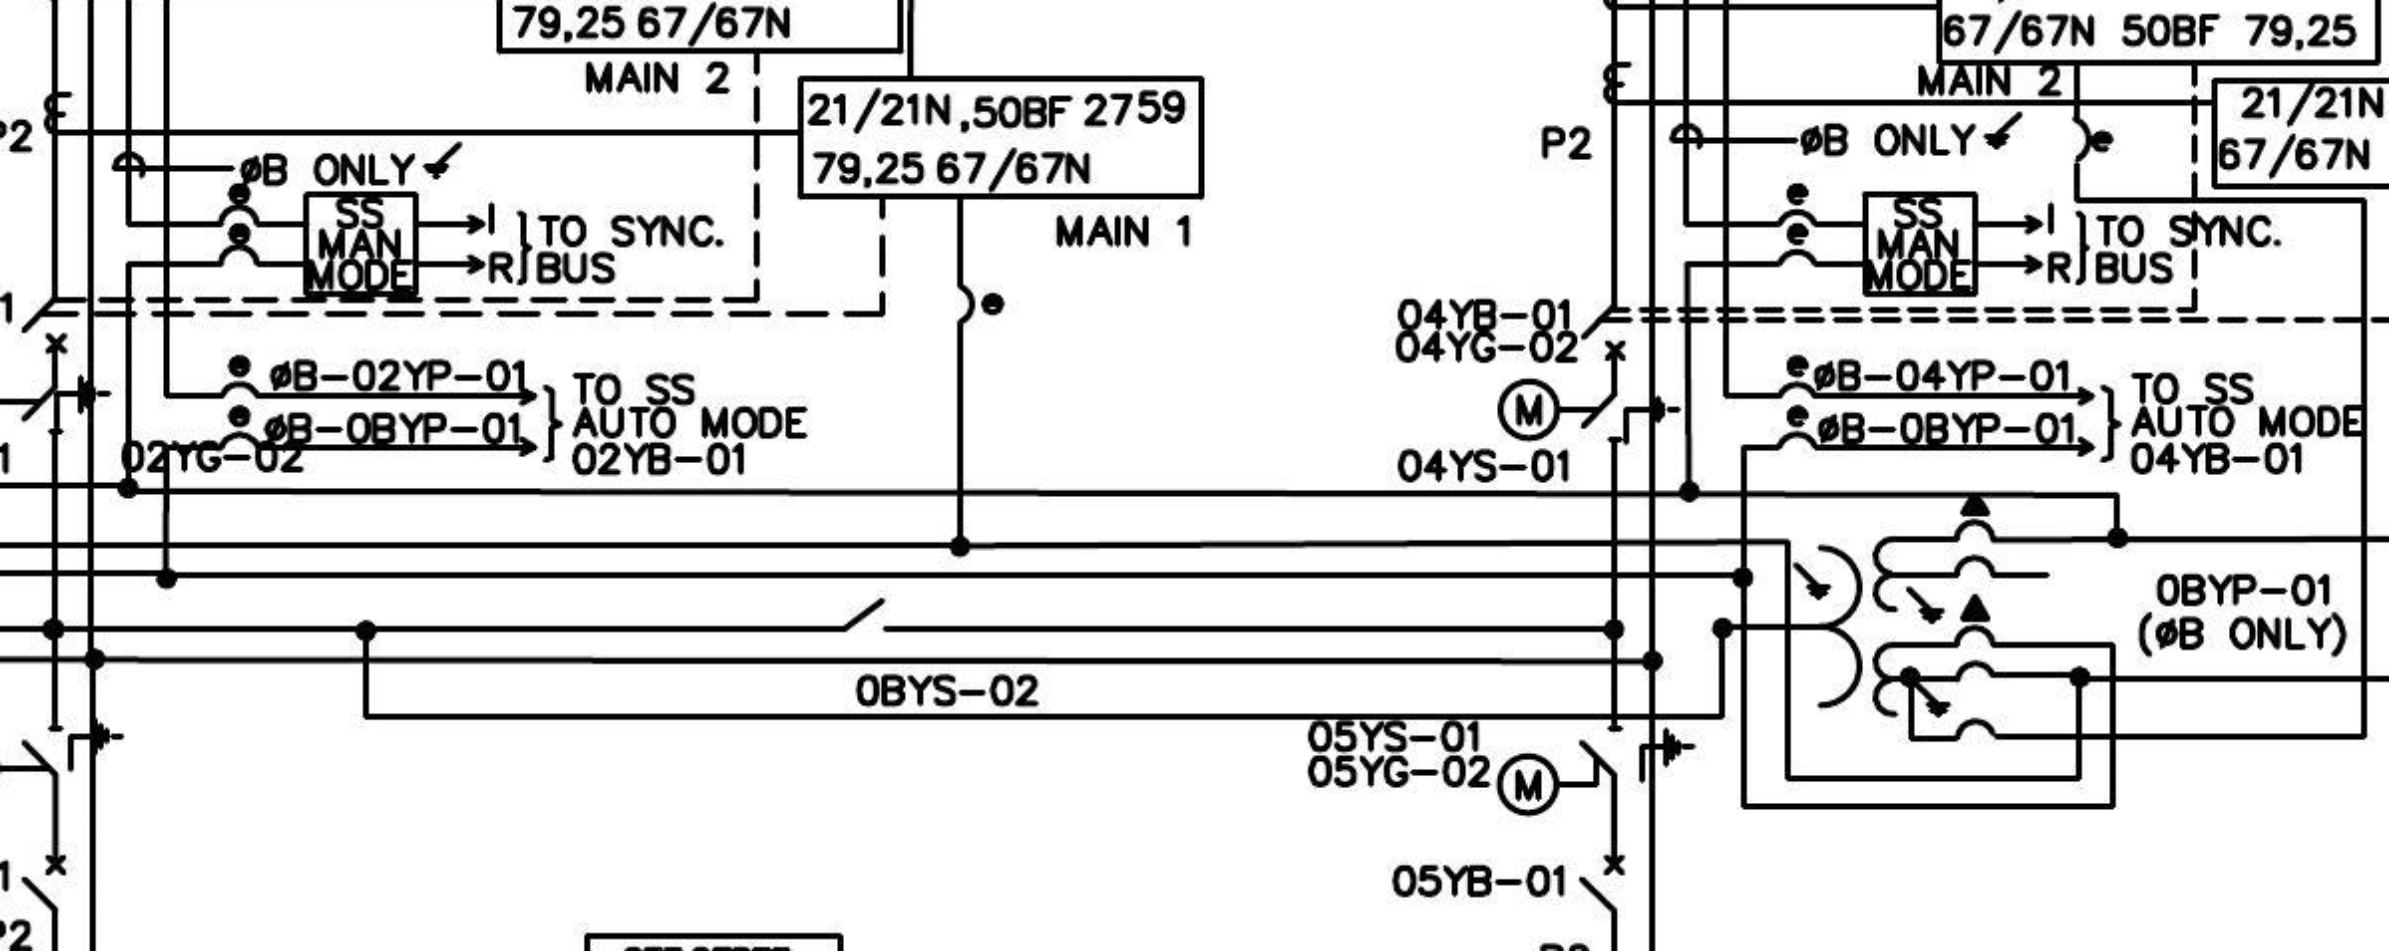 79,25 67/67N
MAIN 2
21/21N,50BF 2759
79,25 67/67N
MAIN 1
P2
øB ONLY
e
e
SS
MAN
MODE
I
R
TO SYNC.
BUS
e
1
e
øB-02YP-01
e
øB-0BYP-01
TO SS
AUTO MODE
02YB-01
02YG-02
1
67/67N 50BF 79,25
MAIN 2
21/21N
67/67N
P2
øB ONLY
e
e
e
SS
MAN
MODE
I
R
TO SYNC.
BUS
04YB-01
04YG-02
M
04YS-01
e
øB-04YP-01
e
øB-0BYP-01
TO SS
AUTO MODE
04YB-01
0BYP-01
(øB ONLY)
0BYS-02
05YS-01
05YG-02
M
05YB-01
1
P2